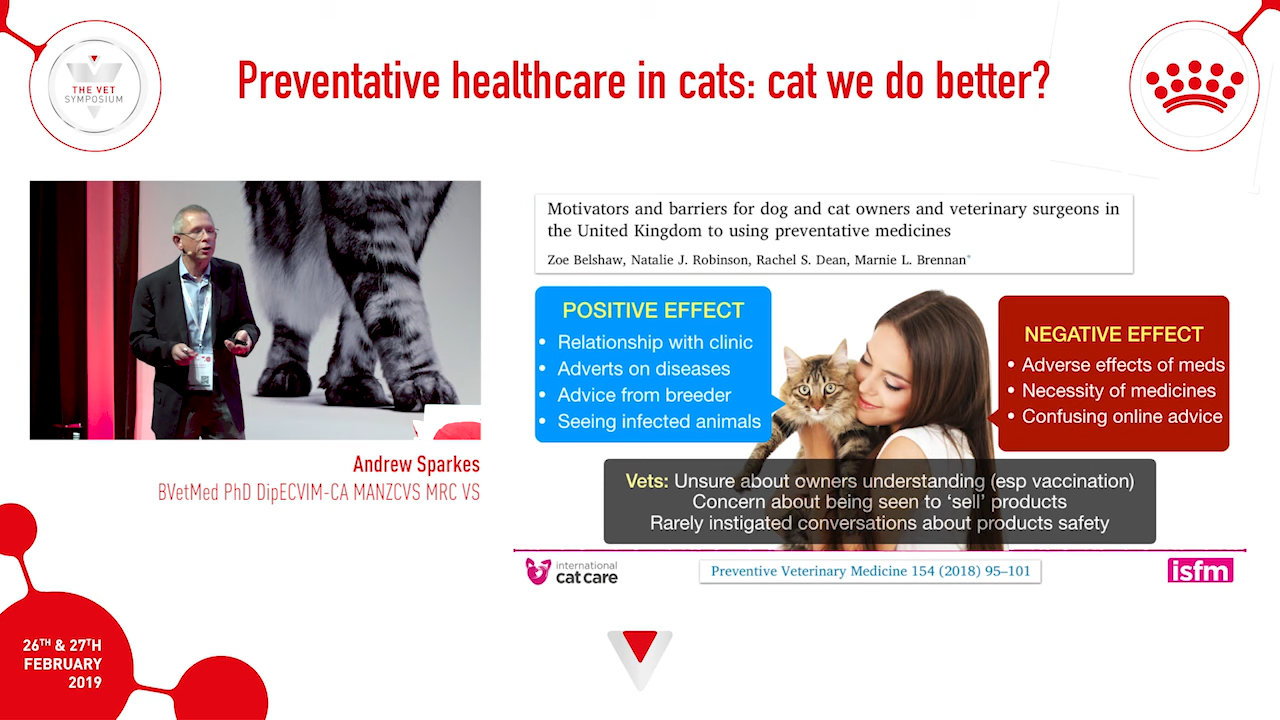 THE VET
SYMPOSIUM
Preventative healthcare in cats: cat we do better?
Andrew Sparkes
BVetMed PhD DipECVIM-CA MANZCVS MRC VS
Motivators and barriers for dog and cat owners and veterinary surgeons in
the United Kingdom to using preventative medicines
Zoe Belshaw, Natalie J. Robinson, Rachel S. Dean, Marnie L. Brennan*
POSITIVE EFFECT
• Relationship with clinic
• Adverts on diseases
• Advice from breeder
• Seeing infected animals
NEGATIVE EFFECT
• Adverse effects of meds
• Necessity of medicines
• Confusing online advice
Vets: Unsure about owners understanding (esp vaccination)
Concern about being seen to ‘sell’ products
Rarely instigated conversations about products safety
international
cat care
Preventive Veterinary Medicine 154 (2018) 95–101
isfm
26TH & 27TH
FEBRUARY
2019